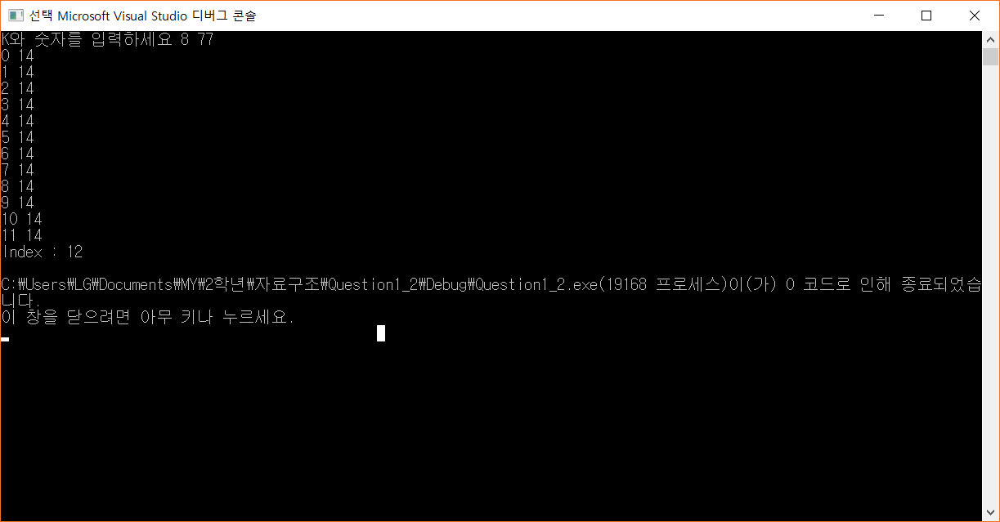 선택 Microsoft Visual Studio 디버그 콘솔
K와 숫자를 입력하세요 8 77
0 14
1 14
2 14
3 14
4 14
5 14
6 14
7 14
8 14
9 14
10 14
11 14
Index : 12
C:₩Users₩LG₩Documents₩MY₩2학년₩자료구조₩Question1_2₩Debug₩Question1_2.exe(19168 프로세스)이(가) 0 코드로 인해 종료되었습
니다.
이 창을 닫으려면 아무 키나 누르세요.